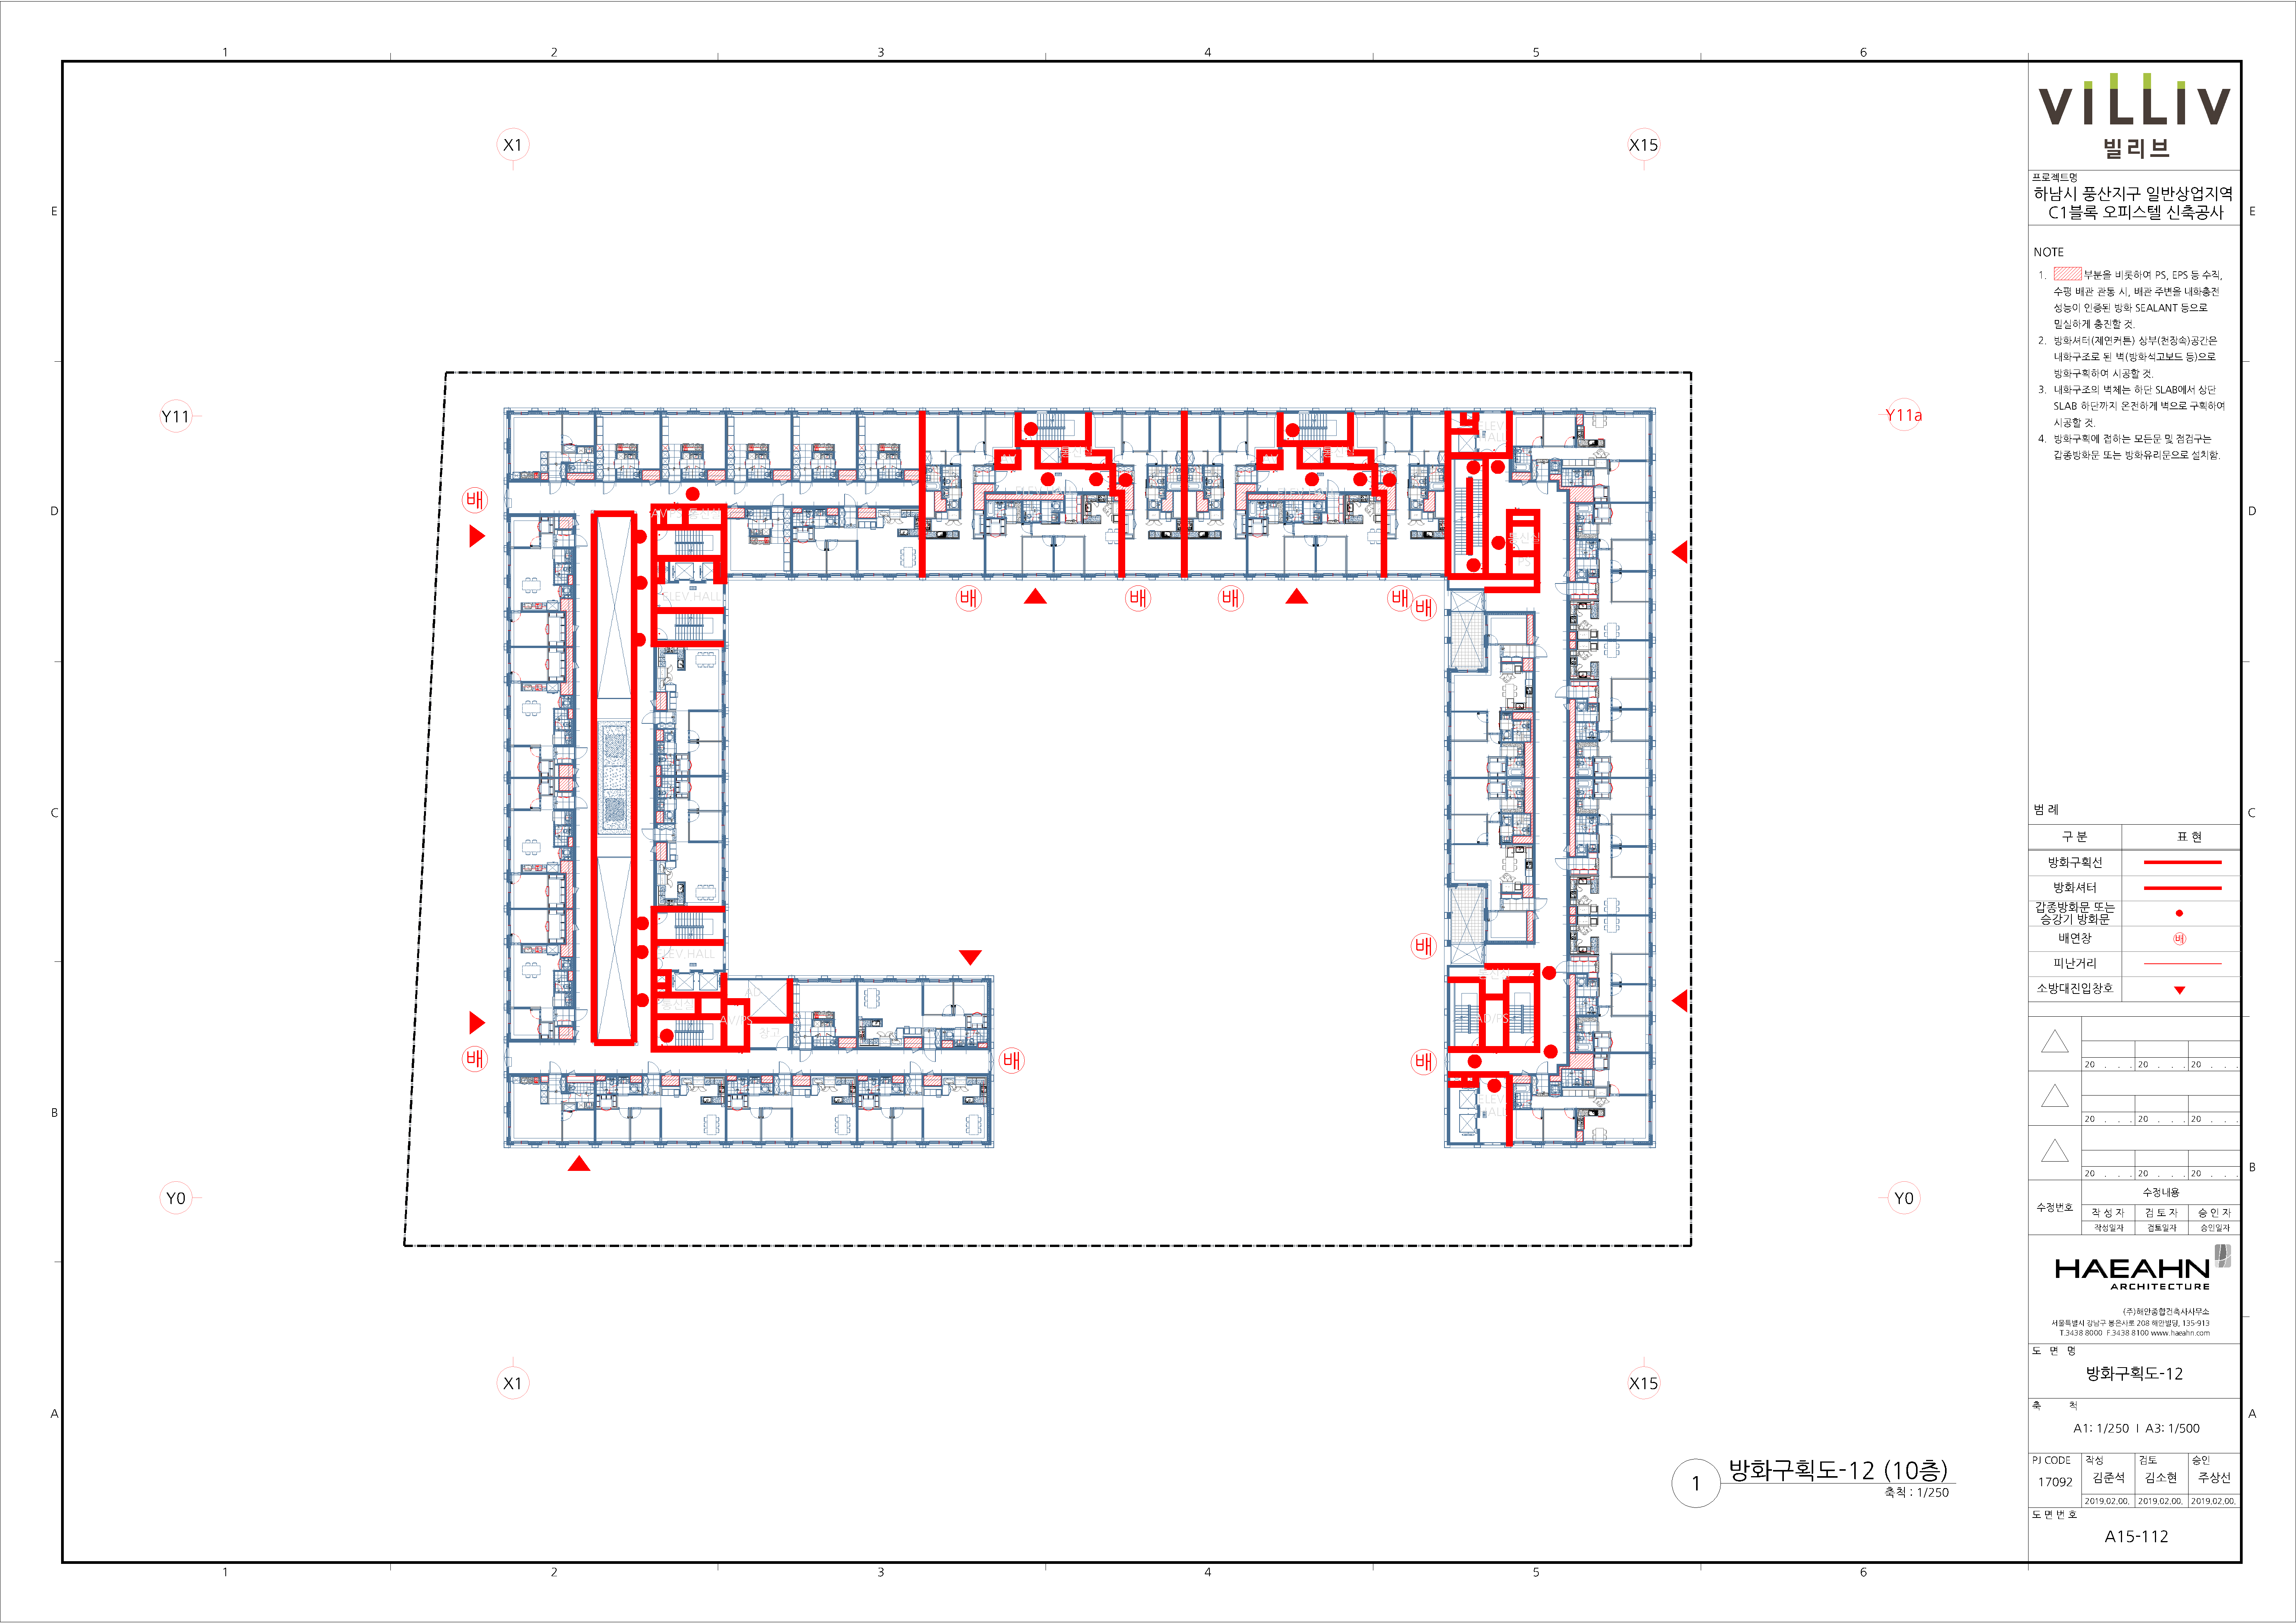 1 2 3 4 5 6
X1
X15
Y11
Y11a
Y0
Y0
X1
X15
E
D
C
B
A
E
D
C
B
A
배
배
배
배
배
배
배
배
배
배
배
ELEV.HALL
ELEV.HALL
AV/PS
창고
AD/PS
ELEV.
HALL
ELEV.
HALL
1
방화구획도-12 (10층)
축척 : 1/250
1 2 3 4 5 6
VILLIV
빌리브
프로젝트명
하남시 풍산지구 일반상업지역
C1블록 오피스텔 신축공사
NOTE
1. 부분을 비롯하여 PS, EPS 등 수직,
수평 배관 관통 시, 배관 주변을 내화충전
성능이 인증된 방화 SEALANT 등으로
밀실하게 충진할 것.
2. 방화셔터(제연커튼) 상부(천장속)공간은
내화구조로 된 벽(방화석고보드 등)으로
방화구획하여 시공할 것.
3. 내화구조의 벽체는 하단 SLAB에서 상단
SLAB 하단까지 온전하게 벽으로 구획하여
시공할 것.
4. 방화구획에 접하는 모든문 및 점검구는
갑종방화문 또는 방화유리문으로 설치함.
범 례
구 분 표 현
방화구획선
방화셔터
갑종방화문 또는
승강기 방화문
배연창 배
피난거리
소방대진입창호
20 . . . 20 . . . 20 . . .
20 . . . 20 . . . 20 . . .
20 . . . 20 . . . 20 . . .
수정번호 수정내용
작 성 자 검 토 자 승 인 자
작성일자 검토일자 승인일자
HAEAHN
ARCHITECTURE
(주)해안종합건축사사무소
서울특별시 강남구 봉은사로 208 해안빌딩, 135-913
T.3438 8000 F.3438 8100 www.haeahn.com
도 면 명
방화구획도-12
축 척
A1: 1/250 I A3: 1/500
PJ CODE 작성 검토 승인
17092 김준석 김소현 주상선
2019.02.00. 2019.02.00. 2019.02.00.
도 면 번 호
A15-112